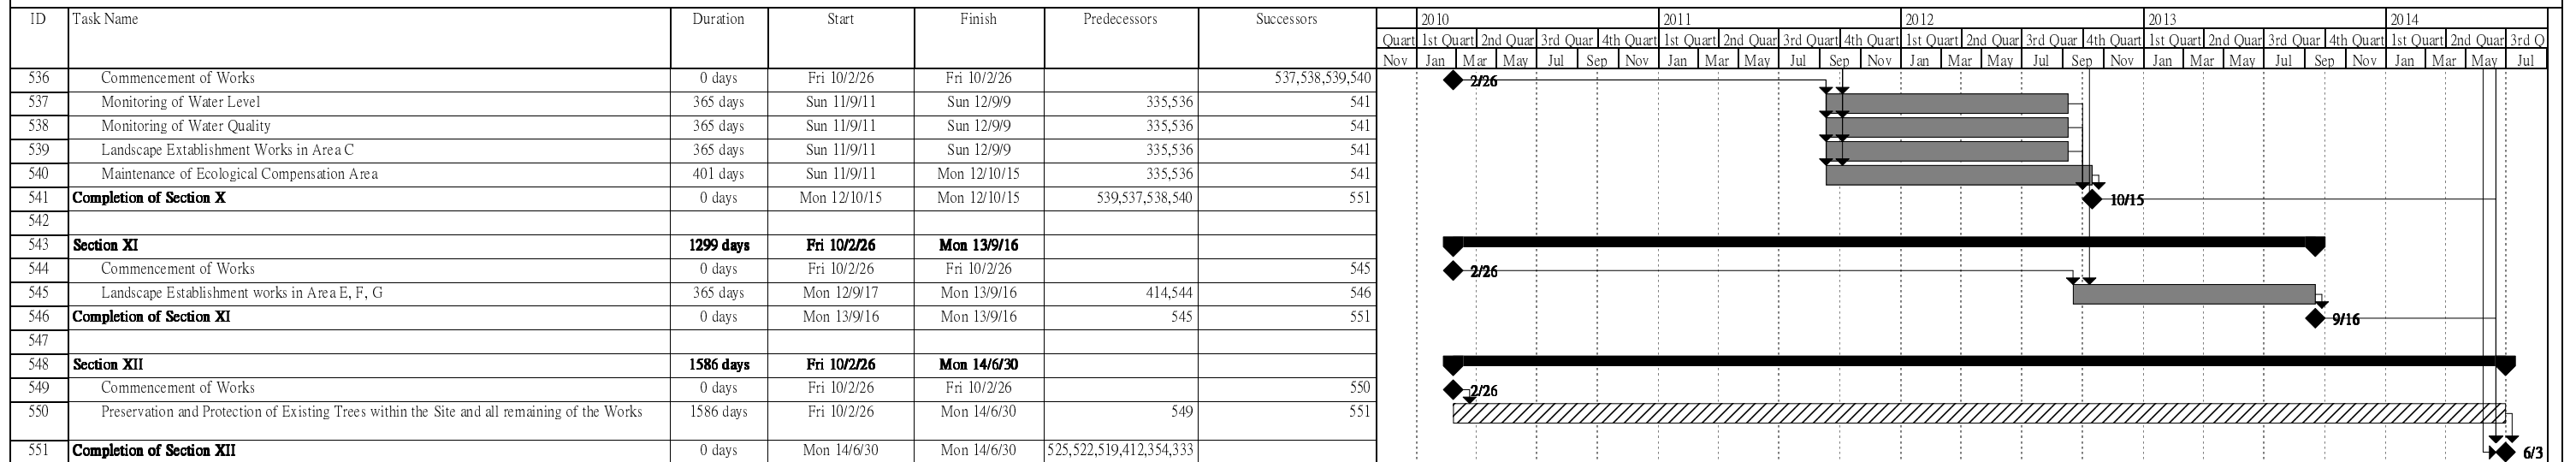 ID Task Name Duration Start Finish Predecessors Successors 2010 2011 2012 2013 2014
Quart 1st Quart 2nd Quar 3rd Quar 4th Quart 1st Quart 2nd Quar 3rd Quar 4th Quart 1st Quart 2nd Quar 3rd Quar 4th Quart 1st Quart 2nd Quar 3rd Quar 4th Quart 1st Quart 2nd Quar 3rd Q
Nov Jan Mar May Jul Sep Nov Jan Mar May Jul Sep Nov Jan Mar May Jul Sep Nov Jan Mar May Jul Sep Nov Jan Mar May Jul
536 Commencement of Works 0 days Fri 10/2/26 Fri 10/2/26 537,538,539,540 2/26
537 Monitoring of Water Level 365 days Sun 11/9/11 Sun 12/9/9 335,536 541
538 Monitoring of Water Quality 365 days Sun 11/9/11 Sun 12/9/9 335,536 541
539 Landscape Extablishment Works in Area C 365 days Sun 11/9/11 Sun 12/9/9 335,536 541
540 Maintenance of Ecological Compensation Area 401 days Sun 11/9/11 Mon 12/10/15 335,536 541
541 Completion of Section X 0 days Mon 12/10/15 Mon 12/10/15 539,537,538,540 551 10/15
542
543 Section XI 1299 days Fri 10/2/26 Mon 13/9/16
544 Commencement of Works 0 days Fri 10/2/26 Fri 10/2/26 545 2/26
545 Landscape Establishment works in Area E, F, G 365 days Mon 12/9/17 Mon 13/9/16 414,544 546
546 Completion of Section XI 0 days Mon 13/9/16 Mon 13/9/16 545 551 9/16
547
548 Section XII 1586 days Fri 10/2/26 Mon 14/6/30
549 Commencement of Works 0 days Fri 10/2/26 Fri 10/2/26 550 2/26
550 Preservation and Protection of Existing Trees within the Site and all remaining of the Works 1586 days Fri 10/2/26 Mon 14/6/30 549 551
551 Completion of Section XII 0 days Mon 14/6/30 Mon 14/6/30 525,522,519,412,354,333 6/3